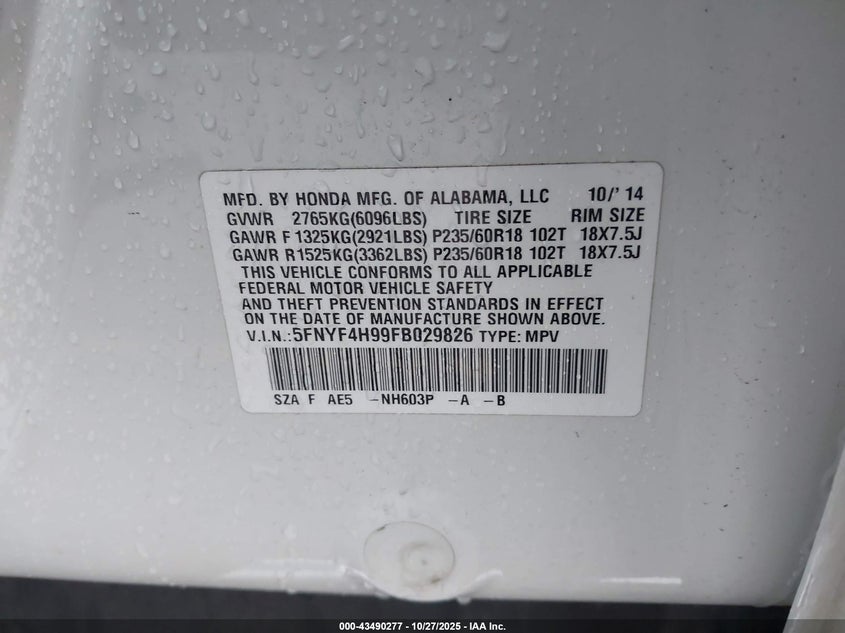 MFD. BY HONDA MFG. OF ALABAMA, LLC 10/' 14
GVWR 2765KG(6096LBS) TIRE SIZE RIM SIZE
GAWR F 1325KG(2921LBS) P235/60R18 102T 18X7.5J
GAWR R1525KG(3362LBS) P235/60R18 102T 18X7.5J
THIS VEHICLE CONFORMS TO ALL APPLICABLE
FEDERAL MOTOR VEHICLE SAFETY
AND THEFT PREVENTION STANDARDS IN EFFECT
ON THE DATE OF MANUFACTURE SHOWN ABOVE.
V.I.N.:5FNYF4H99FB029826 TYPE: MPV
SZA F AE5 -NH603P -A -B
000-43490277 - 10/27/2025 - IAA Inc.